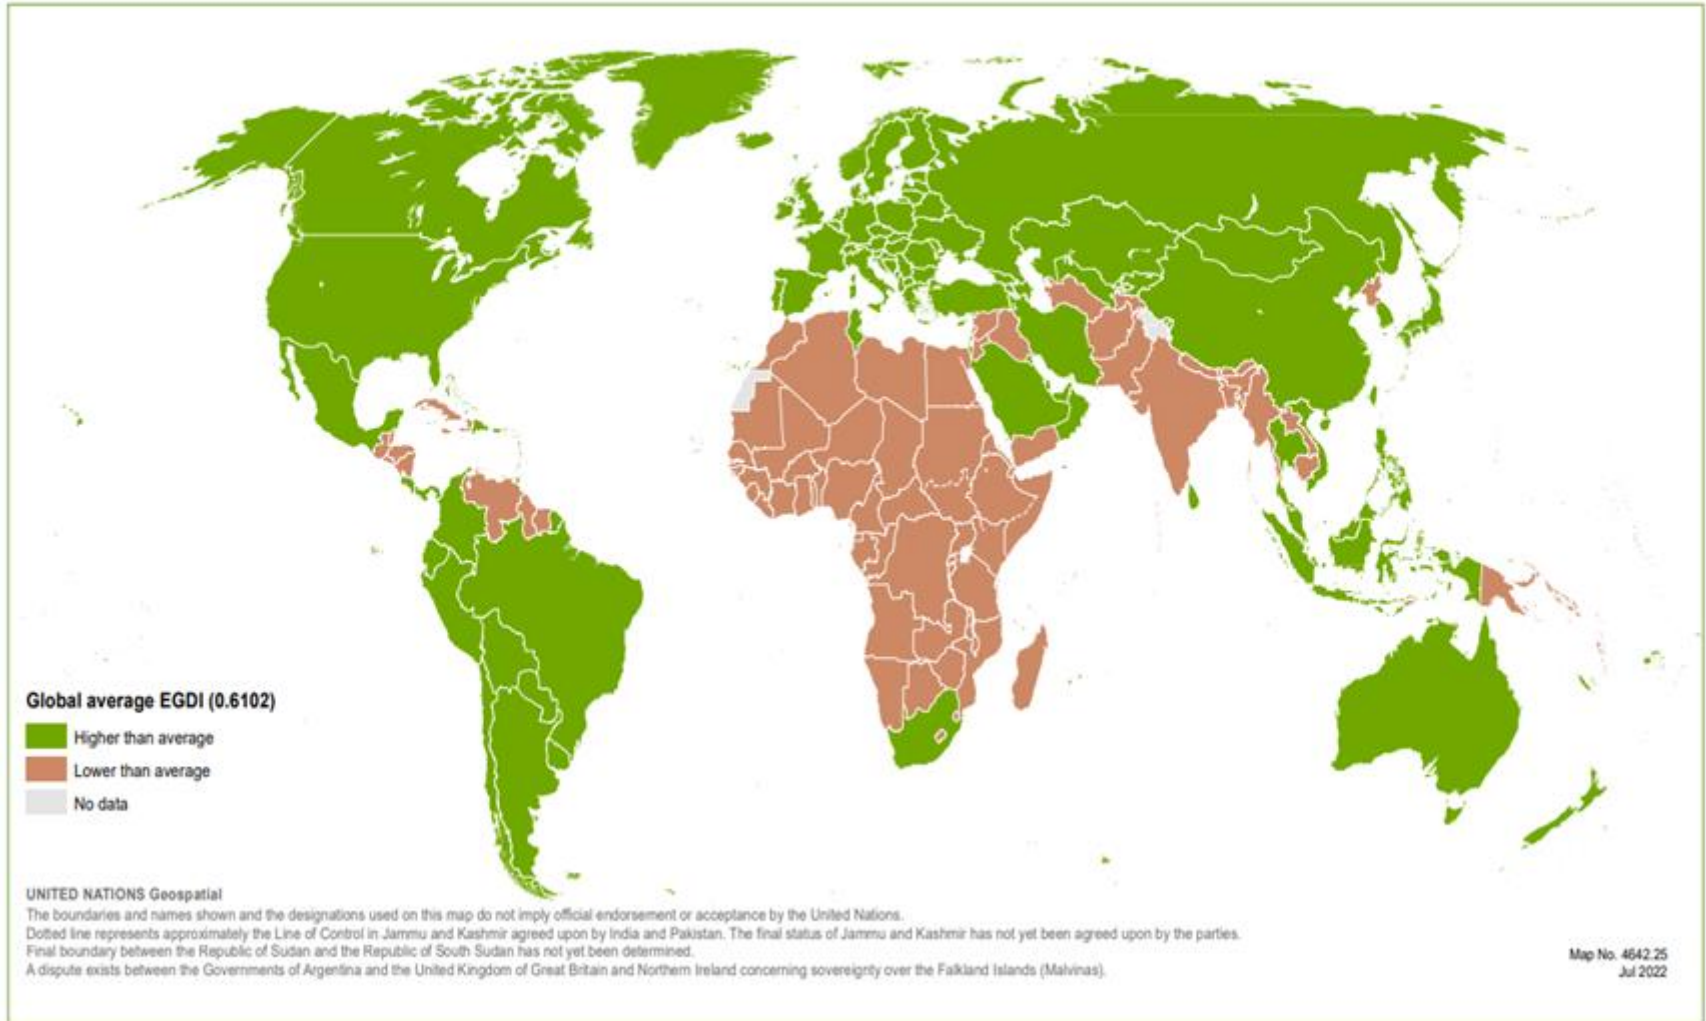 Global average EGDI (0.6102)
Higher than average
Lower than average
No data
UNITED NATIONS Geospatial
The boundaries and names shown and the designations used on this map do not imply official endorsement or acceptance by the United Nations.
Dotted line represents approximately the Line of Control in Jammu and Kashmir agreed upon by India and Pakistan. The final status of Jammu and Kashmir has not yet been agreed upon by the parties.
Final boundary between the Republic of Sudan and the Republic of South Sudan has not yet been determined.
A dispute exists between the Governments of Argentina and the United Kingdom of Great Britain and Northern Ireland concerning sovereignty over the Falkland Islands (Malvinas).
Map No. 4642.25
Jul 2022